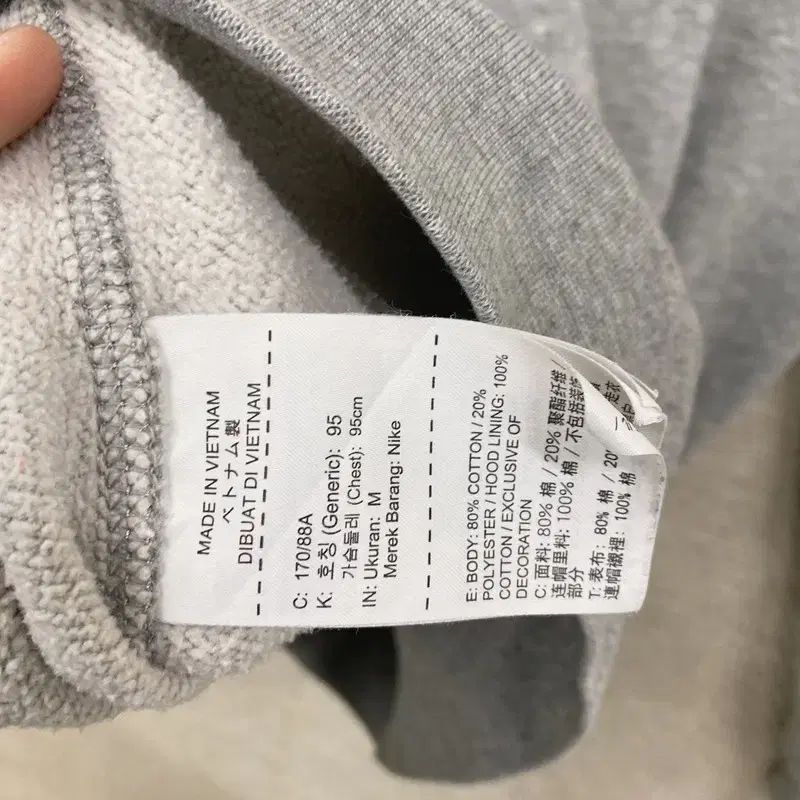 MADE IN VIETNAM
ベトナム製
DIBUAT DI VIETNAM
C: 170/88A
K: 호칭 (Generic): 95
가슴둘레 (Chest): 95cm
IN: Ukuran: M
Merek Barang: Nike
E: BODY: 80% COTTON / 20%
POLYESTER / HOOD LINING: 100%
COTTON / EXCLUSIVE OF
DECORATION
C: 面料: 80% 棉 / 20% 聚酯纤维 /
连帽里料: 100% 棉 / 不包括装饰
部分
T: 表布: 80% 棉 / 20%
連帽襯裡: 100% 棉